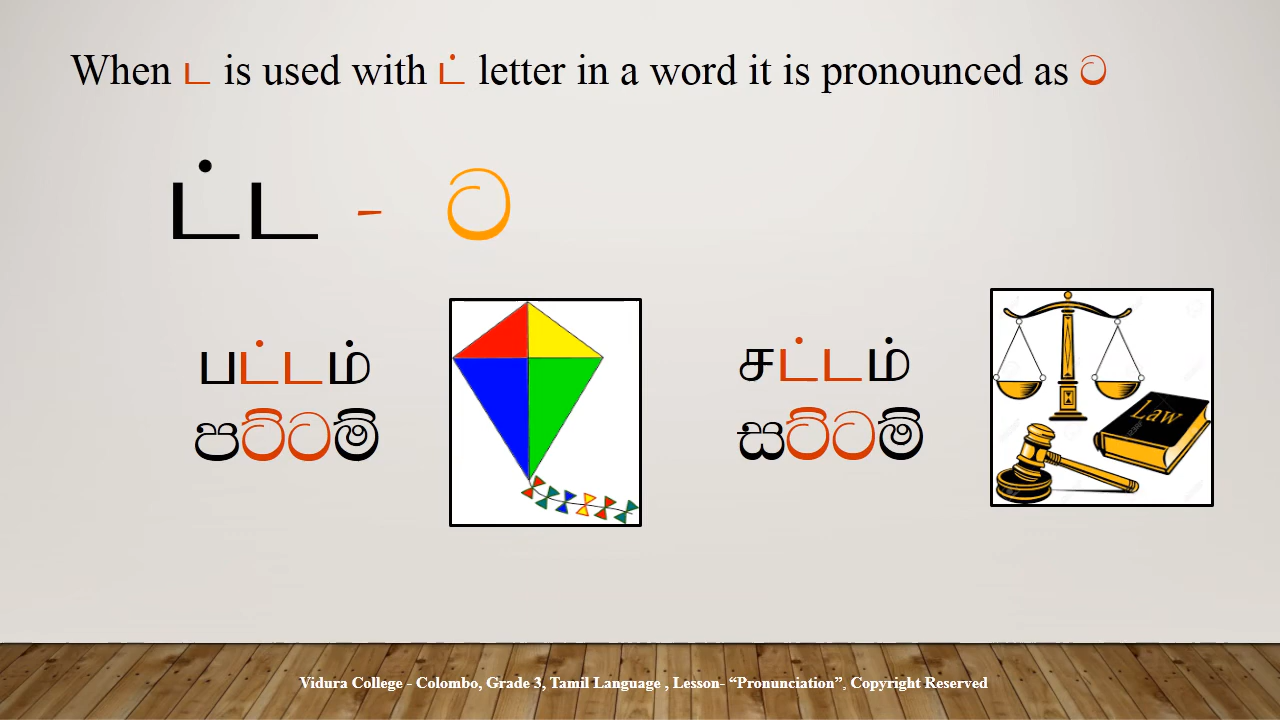 When ட is used with ட் letter in a word it is pronounced as ට
ட்ட - ට
பட்டம்
පට්ටම්
சட்டம்
සට්ටම්
Law
Vidura College - Colombo, Grade 3, Tamil Language , Lesson- “Pronunciation”, Copyright Reserved